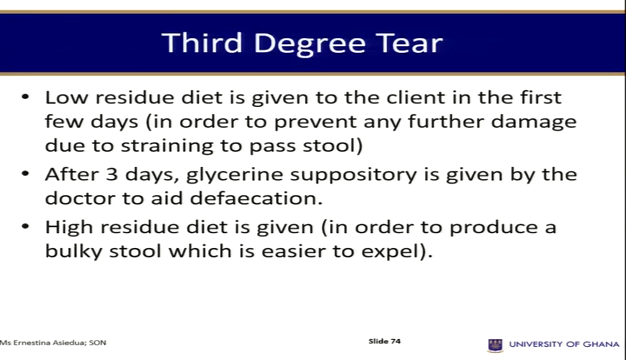 Third Degree Tear
• Low residue diet is given to the client in the first
few days (in order to prevent any further damage
due to straining to pass stool)
• After 3 days, glycerine suppository is given by the
doctor to aid defaecation.
• High residue diet is given (in order to produce a
bulky stool which is easier to expel).
Ms Ernestina Asiedua; SON
Slide 74
UNIVERSITY OF GHANA